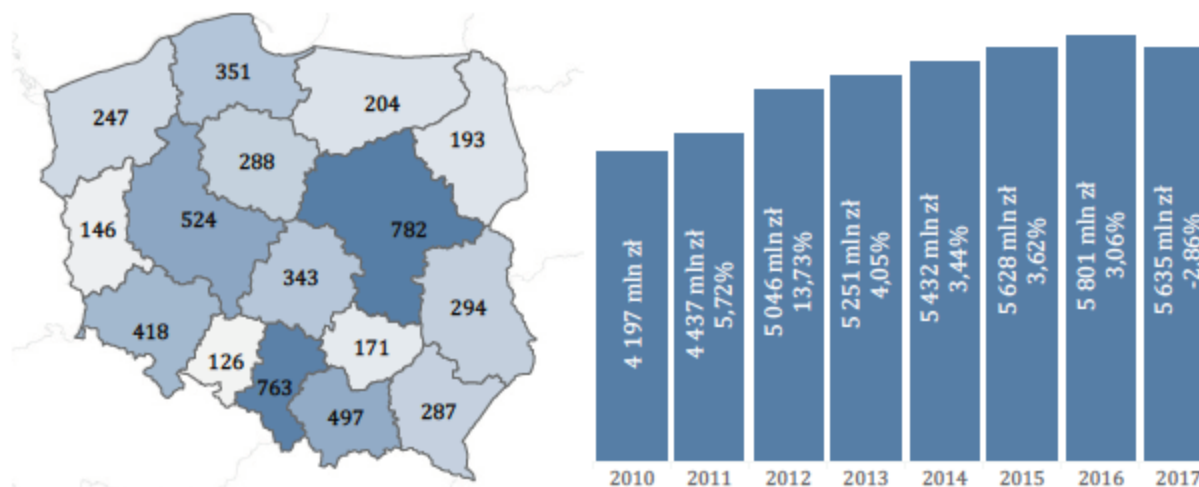 351
247
204
193
288
524
782
146
343
294
418
126
171
763
497
287
4 197 mln zł
4 437 mln zł
5,72%
5 046 mln zł
13,73%
5 251 mln zł
4,05%
5 432 mln zł
3,44%
5 628 mln zł
3,62%
5 801 mln zł
3,06%
5 635 mln zł
-2,86%
2010 2011 2012 2013 2014 2015 2016 2017